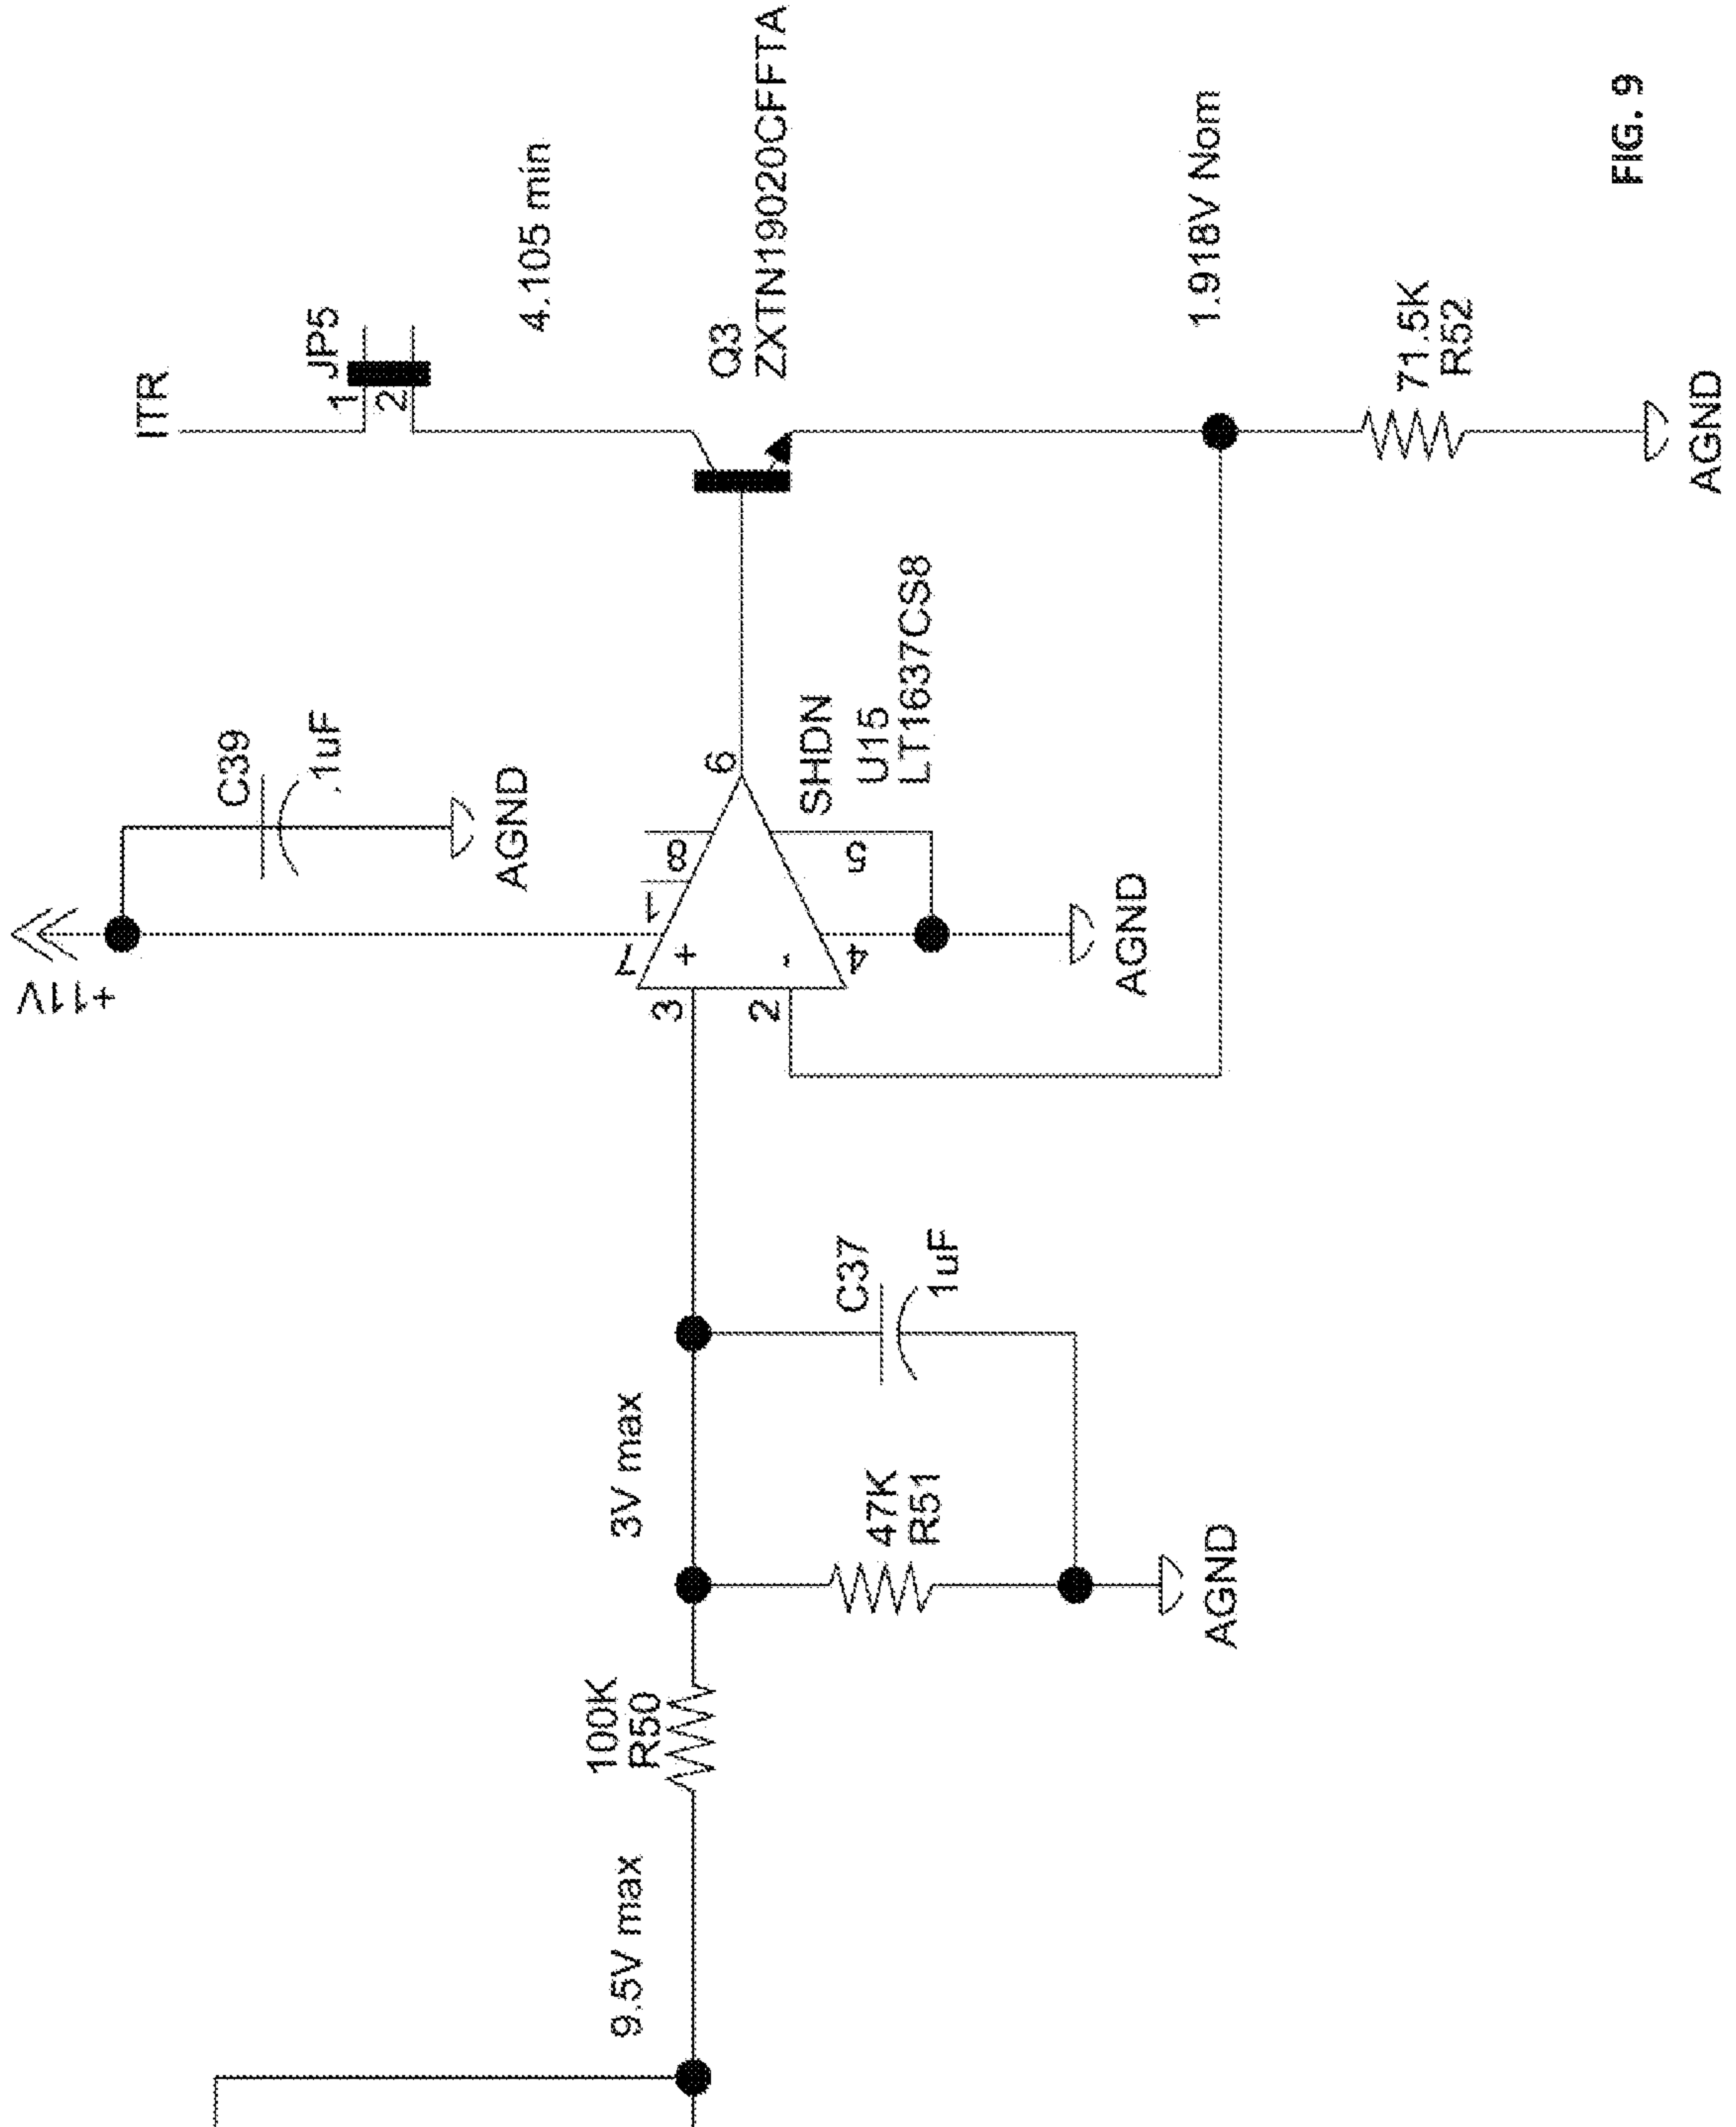 +11V
C39
.1uF
AGND
ITR
JP5
1
2
4.105 min
9.5V max
100K
R50
3V max
47K
R51
AGND
C37
1uF
3
2
+
-
7
1
8
6
4
5
SHDN
U15
LT1637CS8
AGND
Q3
ZXTN19020CFFTA
1.918V Nom
71.5K
R52
AGND
FIG. 9